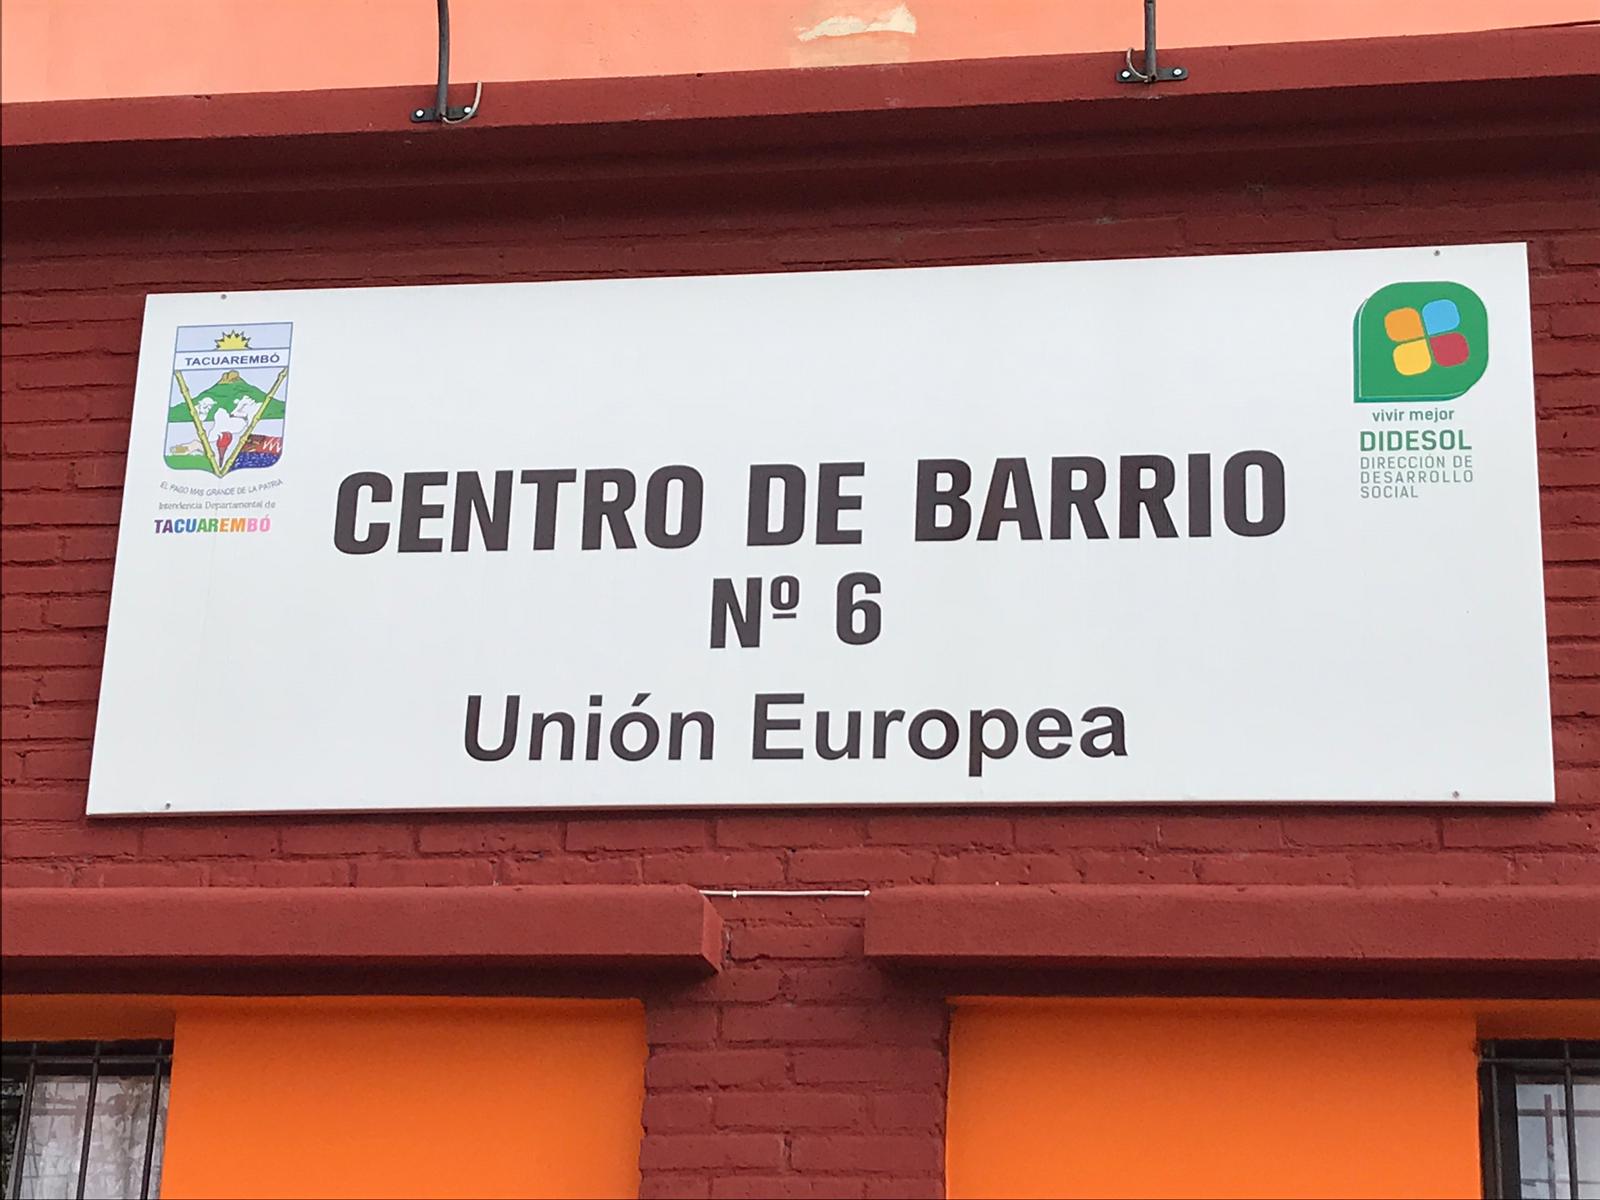 TACUAREMBÓ
EL PAGO MAS GRANDE DE LA PATRIA
Intendencia Departamental de
TACUAREMBÓ
vivir mejor
DIDESOL
DIRECCIÓN DE
DESARROLLO
SOCIAL
CENTRO DE BARRIO
Nº 6
Unión Europea